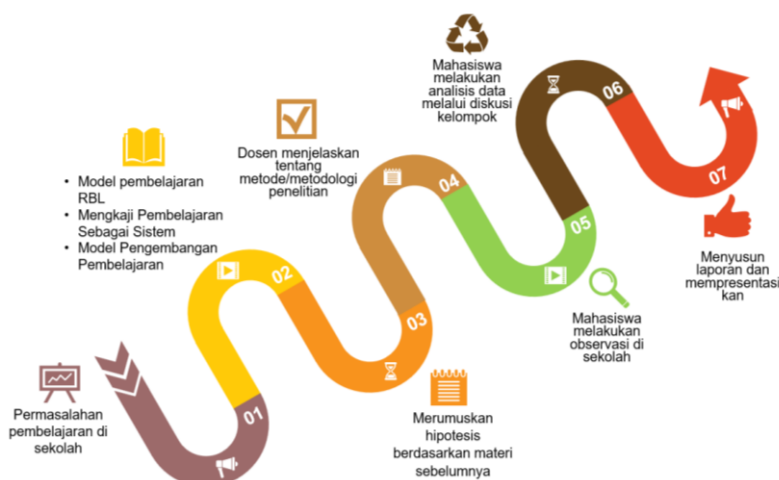 Permasalahan
pembelajaran di
sekolah
01
• Model pembelajaran
RBL
• Mengkaji Pembelajaran
Sebagai Sistem
• Model Pengembangan
Pembelajaran
02
Merumuskan
hipotesis
berdasarkan materi
sebelumnya
03
Dosen menjelaskan
tentang
metode/metodologi
penelitian
04
Mahasiswa
melakukan
observasi di
sekolah
05
Mahasiswa
melakukan
analisis data
melalui diskusi
kelompok
06
Menyusun
laporan dan
mempresentasi
kan
07